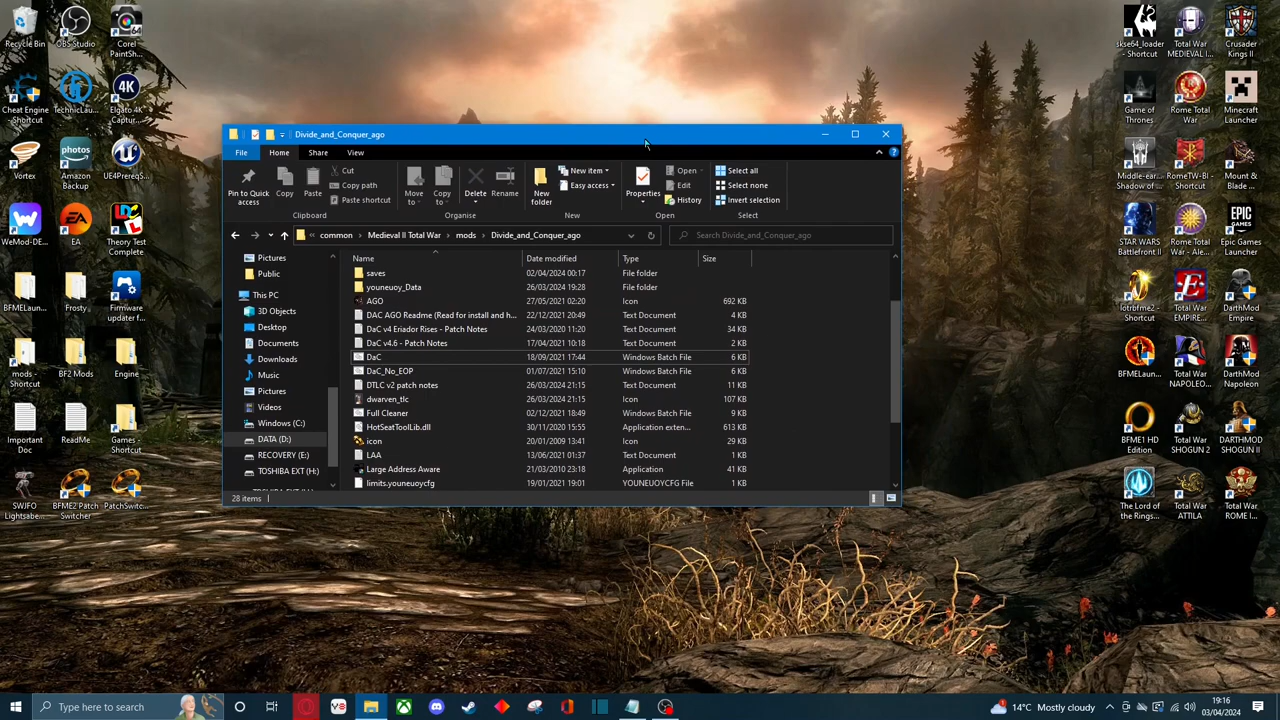 Recycle Bin
OBS Studio
Corel
PaintSh...
Cheat Engine
- Shortcut
TechnicLau...
Elgato 4K
Captur...
Vortex
Amazon
Backup
UE4Prereq...
WeMod-DE...
EA
Theory Test
Complete
BFMELaun...
Frosty
Firmware
updater f...
mods -
Shortcut
BF2 Mods
Engine
Important
Doc
ReadMe
Games -
Shortcut
SWJFO
Lightsabe...
BFME2 Patch
Switcher
PatchSwitc...
Divide_and_Conquer_ago
File
Home
Share
View
Pin to Quick
access
Copy
Paste
Cut
Copy path
Paste shortcut
Clipboard
Move
to
Copy
to
Delete
Rename
Organise
New
folder
New item
Easy access
New
Properties
Open
Edit
History
Open
Select all
Select none
Invert selection
Select
common
Medieval II Total War
mods
Divide_and_Conquer_ago
Search Divide_and_Conquer_ago
Pictures
Public
This PC
3D Objects
Desktop
Documents
Downloads
Music
Pictures
Videos
Windows (C:)
DATA (D:)
RECOVERY (E:)
TOSHIBA EXT (H:)
Name Date modified Type Size
saves 02/04/2024 00:17 File folder
youneuoy_Data 26/03/2024 19:28 File folder
AGO 27/05/2021 02:20 Icon 692 KB
DAC AGO Readme (Read for install and h... 22/12/2021 20:49 Text Document 4 KB
DaC v4 Eriador Rises - Patch Notes 24/03/2020 11:20 Text Document 34 KB
DaC v4.6 - Patch Notes 17/04/2021 10:18 Text Document 2 KB
DaC 18/09/2021 17:44 Windows Batch File 6 KB
DaC_No_EOP 01/07/2021 15:10 Windows Batch File 6 KB
DTLC v2 patch notes 26/03/2024 21:15 Text Document 11 KB
dwarven_tlc 26/03/2024 21:15 Icon 107 KB
Full Cleaner 02/12/2021 18:49 Windows Batch File 9 KB
HotSeatToolLib.dll 30/11/2020 15:55 Application exten... 613 KB
icon 20/01/2009 13:41 Icon 29 KB
LAA 13/06/2021 01:37 Text Document 1 KB
Large Address Aware 21/03/2010 23:18 Application 41 KB
limits.youneuoycfg 19/01/2021 19:01 YOUNEUOYCFG File 1 KB
28 items
skse64_loader
- Shortcut
Total War
MEDIEVAL I...
Crusader
Kings II
Game of
Thrones
Rome Total
War
Minecraft
Launcher
Middle-ear...
Shadow of ...
RomeTW-BI
- Shortcut
Mount &
Blade ...
STAR WARS
Battlefront II
Rome Total
War - Ale...
Epic Games
lotrbfme2 -
Shortcut
Total War
EMPIRE...
DarthMod
Empire
BFMELaun...
Total War
NAPOLEO...
DarthMod
Napoleon
BFME1 HD
Edition
Total War
SHOGUN 2
DARTHMOD
SHOGUN II
The Lord of
the Rings...
Total War
ATTILA
Total War
ROME I...
Type here to search
14°C Mostly cloudy
19:16
03/04/2024